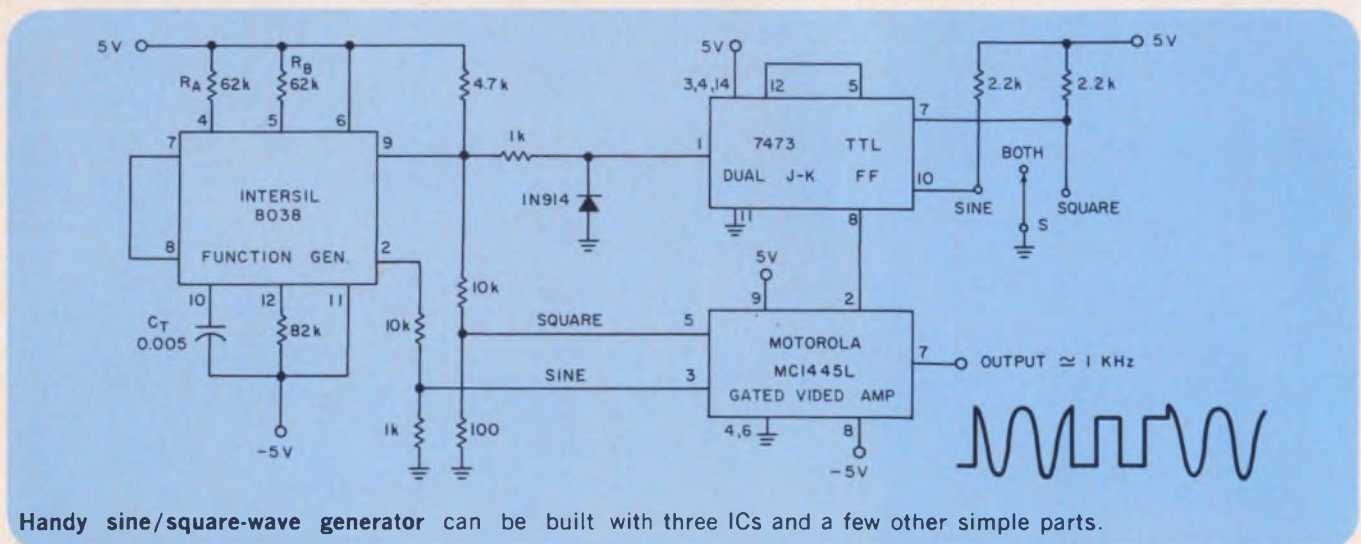 5V
R_A 62k
R_B 62k
4.7k
4
5
6
7
9
INTERSIL
8038
FUNCTION GEN.
8
2
10
12
11
C_T
0.005
82k
10k
1k
-5V
1k
1N914
10k
100
SQUARE
SINE
5V
3,4,14
12
5
1
7473 TTL
DUAL J-K FF
7
10
11
8
2.2k
2.2k
5V
BOTH
SINE
S
SQUARE
5V
9
2
5
3
MOTOROLA
MC1445L
GATED VIDED AMP
7
4,6
8
-5V
OUTPUT ≃ 1 KHz
Handy sine/square-wave generator can be built with three ICs and a few other simple parts.